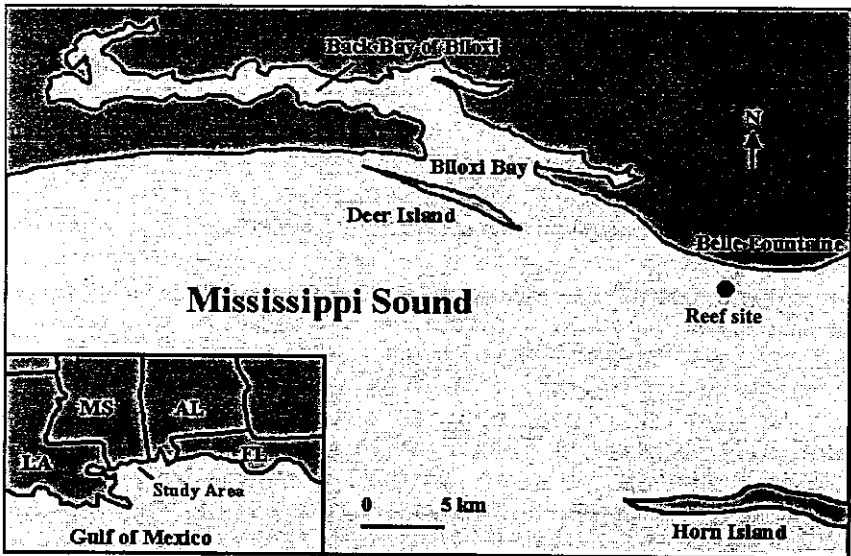 Back Bay of Biloxi
N
Biloxi Bay
Deer Island
Belle Fountaine
Mississippi Sound
Reef site
MS
AL
LA
FL
Study Area
Gulf of Mexico
0 5 km
Horn Island